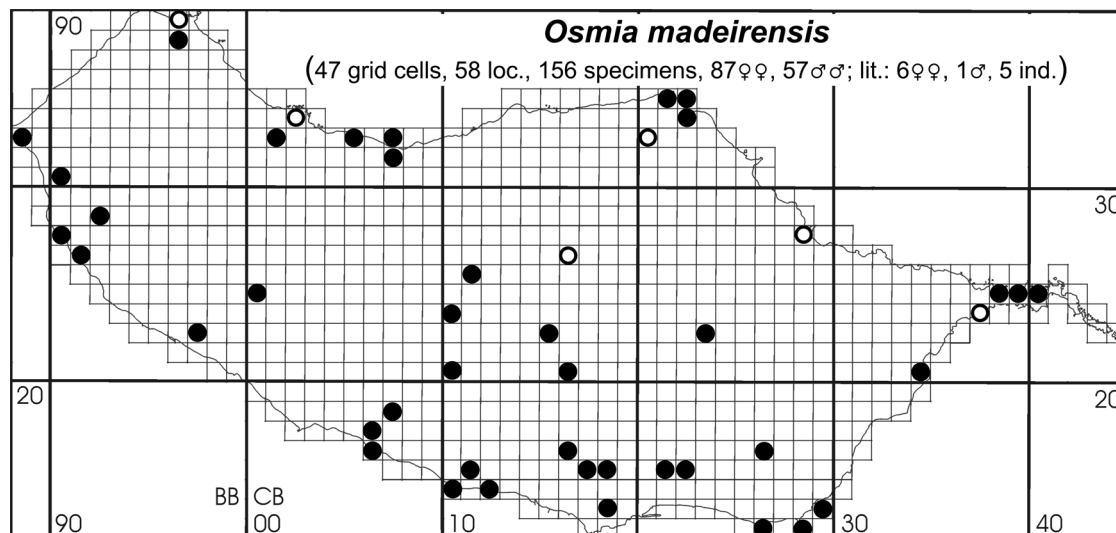 90
Osmia madeirensis
(47 grid cells, 58 loc., 156 specimens, 87♀♀, 57♂♂; lit.: 6♀♀, 1♂, 5 ind.)
30 30
20 20
BB CB
90 00 10 30 40